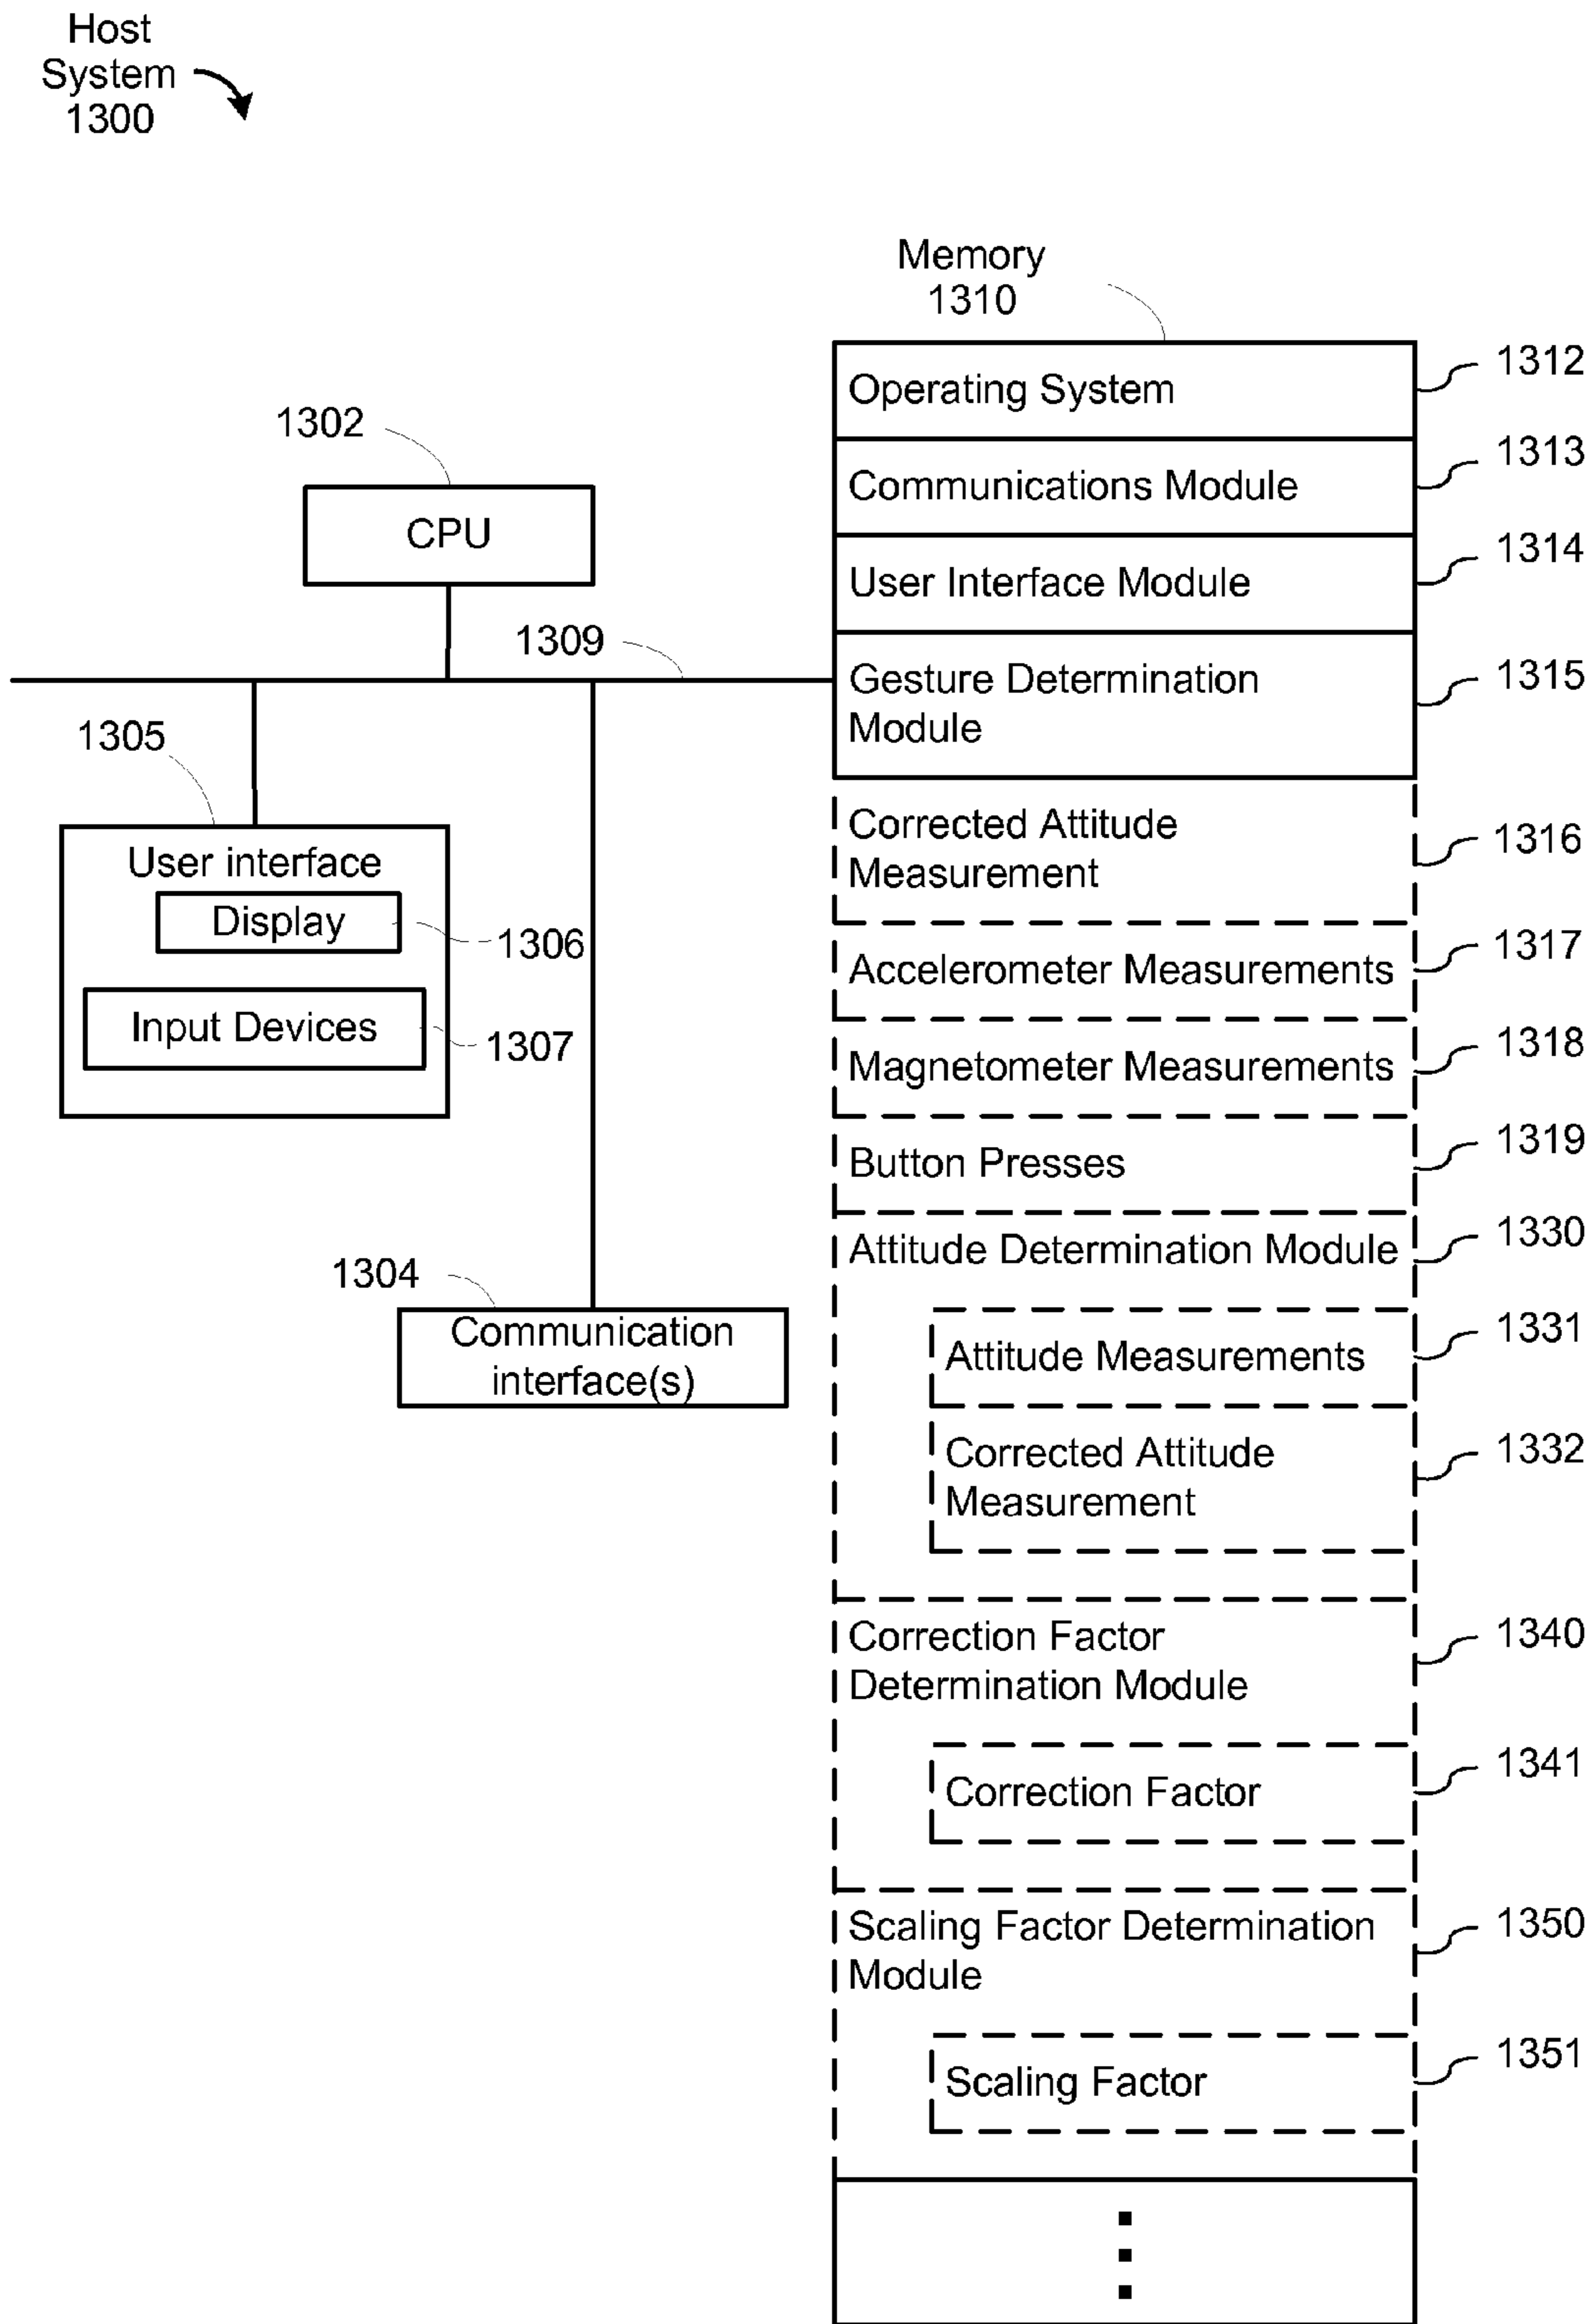 Host
System
1300
Memory
1310
Operating System
1312
Communications Module
1313
User Interface Module
1314
Gesture Determination
Module
1315
Corrected Attitude
Measurement
1316
Accelerometer Measurements
1317
Magnetometer Measurements
1318
Button Presses
1319
Attitude Determination Module
1330
Attitude Measurements
1331
Corrected Attitude
Measurement
1332
Correction Factor
Determination Module
1340
Correction Factor
1341
Scaling Factor Determination
Module
1350
Scaling Factor
1351
1302
CPU
1309
1305
User interface
Display
1306
Input Devices
1307
1304
Communication
interface(s)